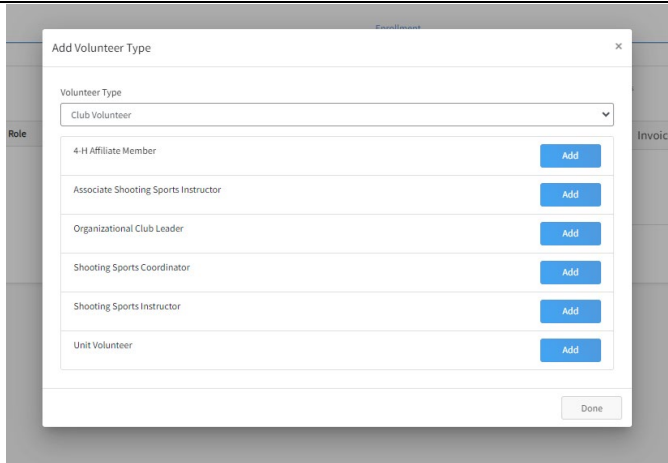 Enrollment
Add Volunteer Type ×
Volunteer Type
Club Volunteer
Role
Invoic
4-H Affiliate Member Add
Associate Shooting Sports Instructor Add
Organizational Club Leader Add
Shooting Sports Coordinator Add
Shooting Sports Instructor Add
Unit Volunteer Add
Done